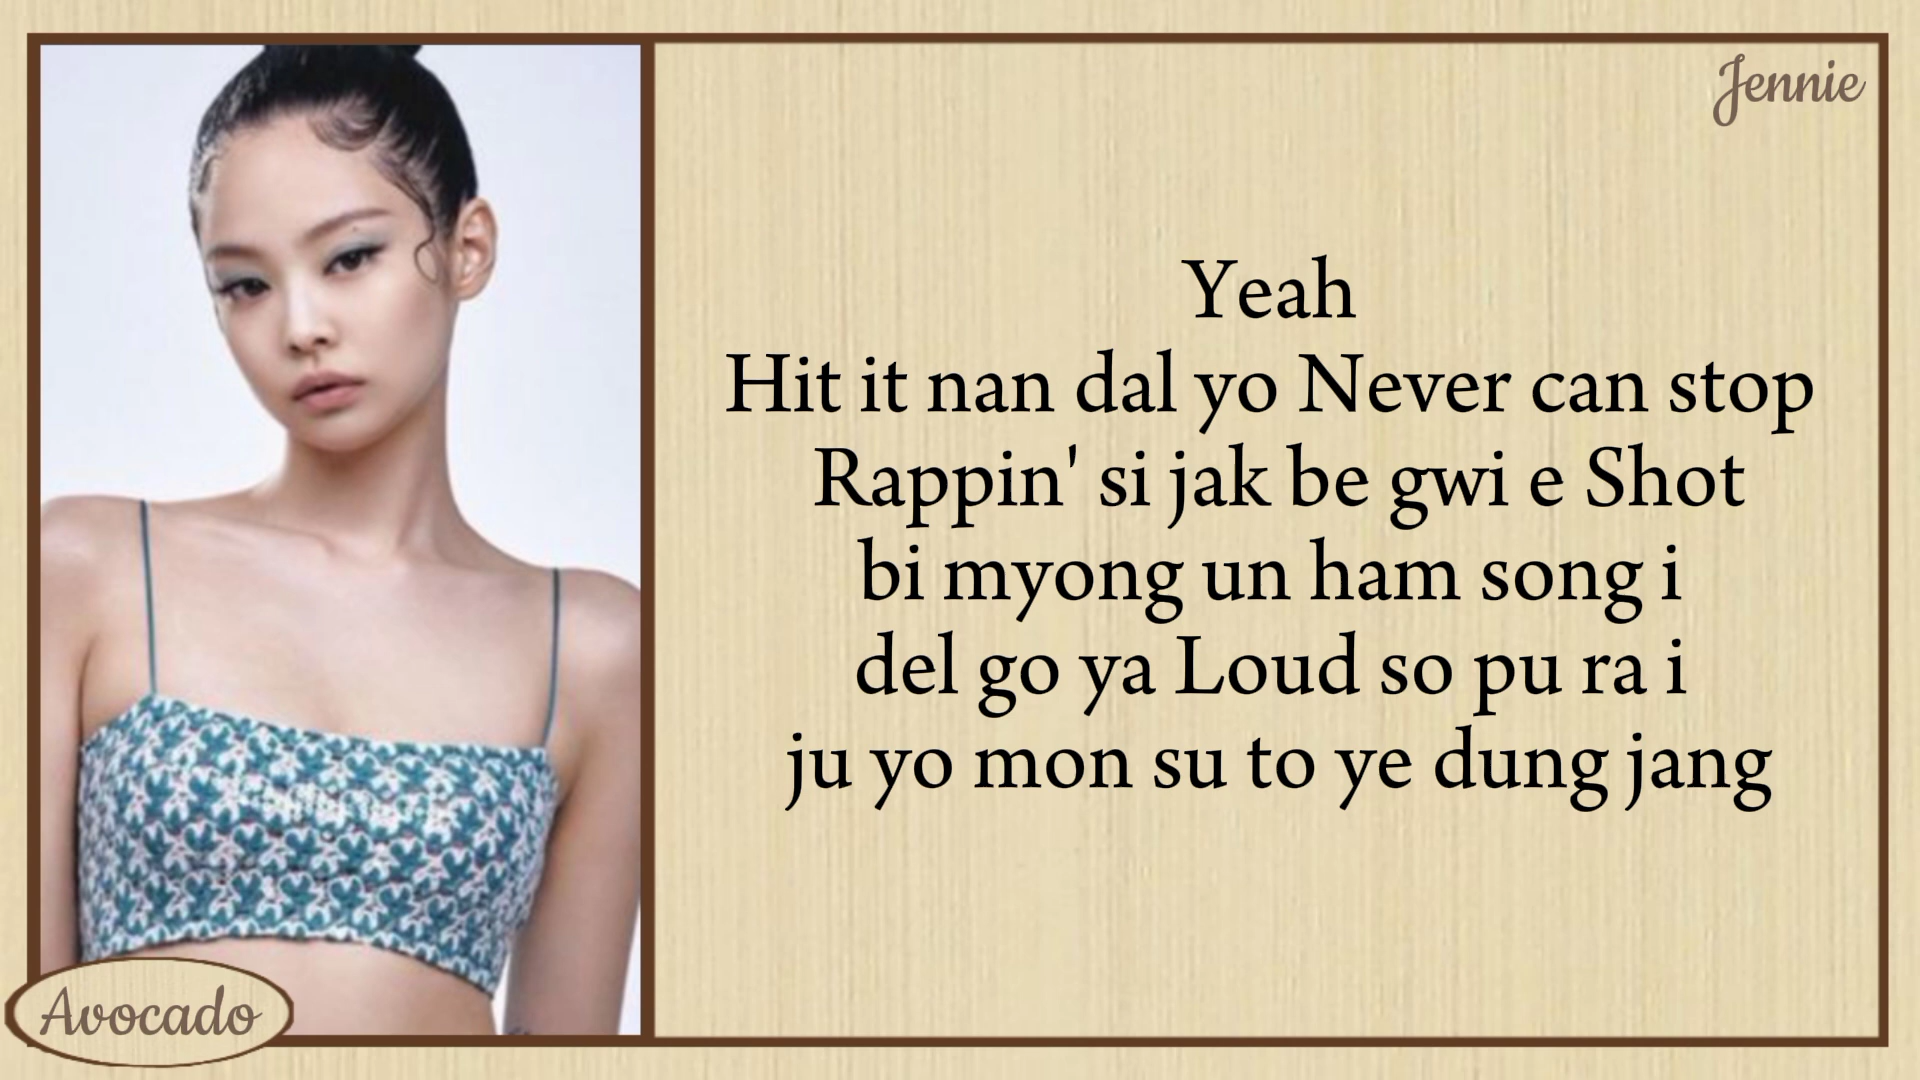 Jennie
Yeah
Hit it nan dal yo Never can stop
Rappin' si jak be gwi e Shot
bi myong un ham song i
del go ya Loud so pu ra i
ju yo mon su to ye dung jang
Avocado